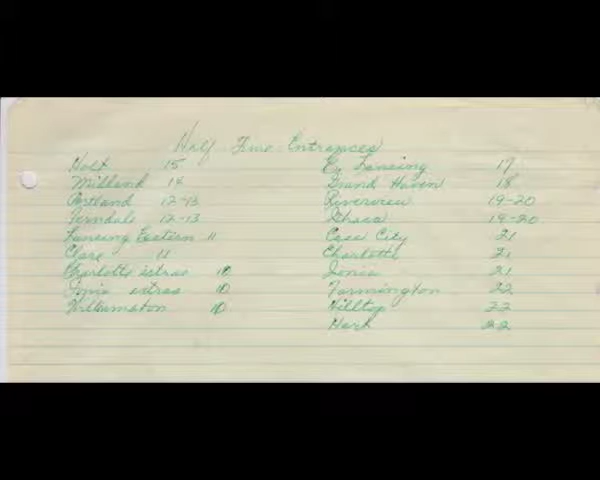 Half Time Entrances
Holt 15
Midland 14
Portland 12-13
Ferndale 12-13
Lansing Eastern 11
Clare 11
Charlotte extras 10
Ionia extras 10
Williamston 10
E. Lansing 17
Grand Haven 18
Riverview 19-20
Ithaca 19-20
Cass City 21
Charlotte 21
Ionia 21
Farmington 22
Hilltop 22
Hart 22